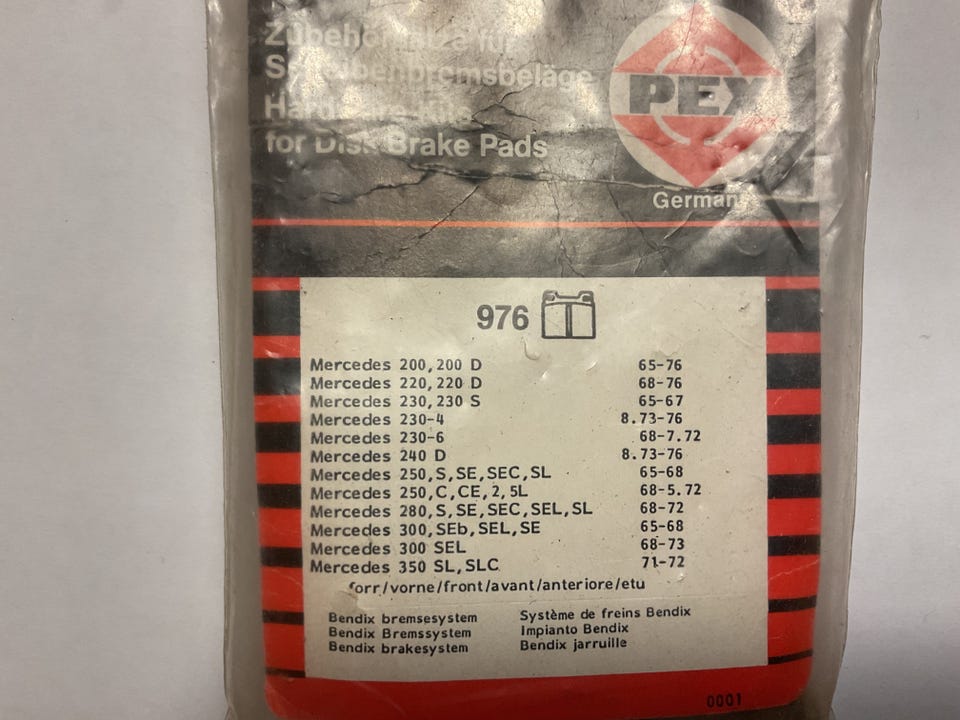 für
Scheibenbremsbeläge
for Disk Brake Pads
PEX
German
976
Mercedes 200,200 D 65-76
Mercedes 220,220 D 68-76
Mercedes 230,230 S 65-67
Mercedes 230-4 8.73-76
Mercedes 230-6 68-7.72
Mercedes 240 D 8.73-76
Mercedes 250,S,SE,SEC,SL 65-68
Mercedes 250,C,CE,2,5L 68-5.72
Mercedes 280,S,SE,SEC,SEL,SL 68-72
Mercedes 300,SEb,SEL,SE 65-68
Mercedes 300 SEL 68-73
Mercedes 350 SL,SLC 71-72
forr/vorne/front/avant/anteriore/etu
Bendix bremsesystem Système de freins Bendix
Bendix Bremssystem Impianto Bendix
Bendix brakesystem Bendix jarruille
0001